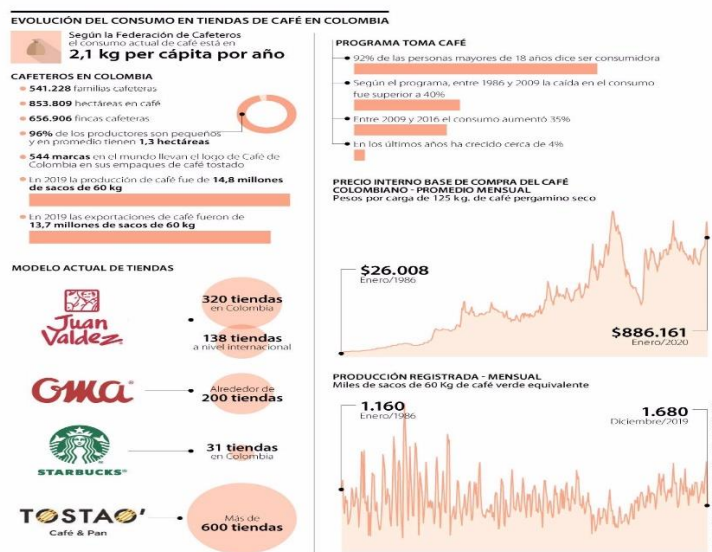 EVOLUCIÓN DEL CONSUMO EN TIENDAS DE CAFÉ EN COLOMBIA
Según la Federación de Cafeteros
el consumo actual de café está en
2,1 kg per cápita por año
CAFETEROS EN COLOMBIA
541.228 familias cafeteras
853.809 hectáreas en café
656.906 fincas cafeteras
96% de los productores son pequeños
y en promedio tienen 1,3 hectáreas
544 marcas en el mundo llevan el logo de Café de
Colombia en sus empaques de café tostado
En 2019 la producción de café fue de 14,8 millones
de sacos de 60 kg
En 2019 las exportaciones de café fueron de
13,7 millones de sacos de 60 kg
MODELO ACTUAL DE TIENDAS
Juan
Valdez
320 tiendas
en Colombia
138 tiendas
a nivel internacional
Oma
Alrededor de
200 tiendas
STARBUCKS
31 tiendas
en Colombia
TOSTAO'
Café & Pan
Más de
600 tiendas
PROGRAMA TOMA CAFÉ
92% de las personas mayores de 18 años dice ser consumidora
Según el programa, entre 1986 y 2009 la caída en el consumo
fue superior a 40%
Entre 2009 y 2016 el consumo aumentó 35%
En los últimos años ha crecido cerca de 4%
PRECIO INTERNO BASE DE COMPRA DEL CAFÉ
COLOMBIANO - PROMEDIO MENSUAL
Pesos por carga de 125 kg, de café pergamino seco
$26.008
Enero/1986
$886.161
Enero/2020
PRODUCCIÓN REGISTRADA - MENSUAL
Miles de sacos de 60 Kg de café verde equivalente
1.160
Enero/1986
1.680
Diciembre/2019